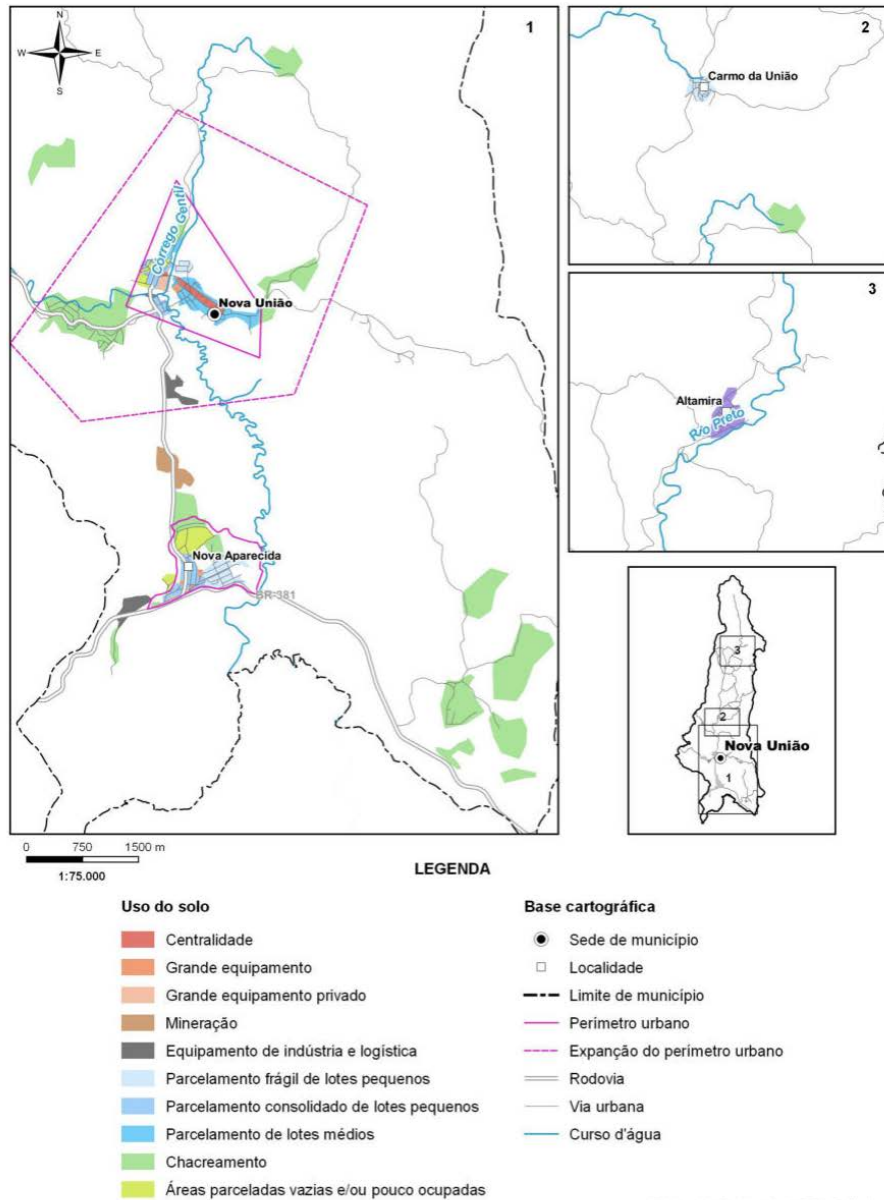 N
W E
S
1
Córrego Gentil
Nova União
Nova Aparecida
BR-381
2
Carmo da União
3
Altamira
Rio Preto
3
2
Nova União
1
0 750 1500 m
1:75.000
LEGENDA
Uso do solo
Centralidade
Grande equipamento
Grande equipamento privado
Mineração
Equipamento de indústria e logística
Parcelamento frágil de lotes pequenos
Parcelamento consolidado de lotes pequenos
Parcelamento de lotes médios
Chacreamento
Áreas parceladas vazias e/ou pouco ocupadas
Base cartográfica
Sede de município
Localidade
Limite de município
Perímetro urbano
Expanção do perímetro urbano
Rodovia
Via urbana
Curso d'água